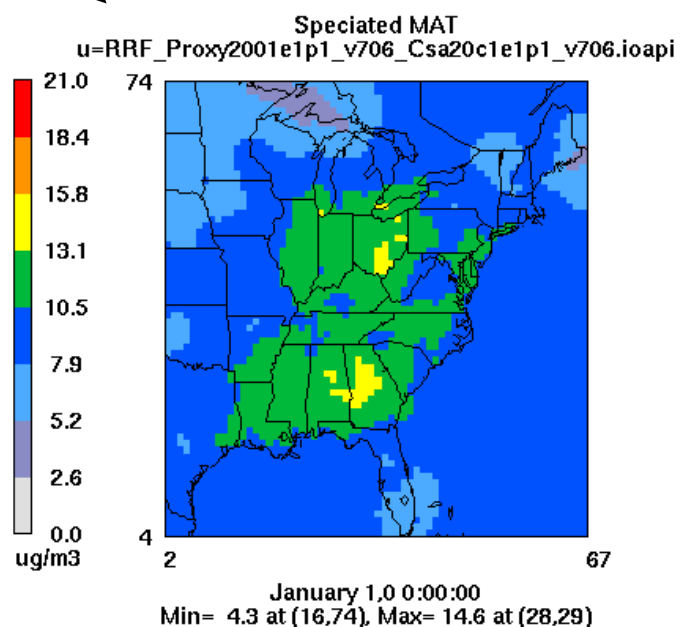 Speciated MAT
u=RRF_Proxy2001e1p1_v706_Csa20c1e1p1_v706.ioapi
21.0
18.4
15.8
13.1
10.5
7.9
5.2
2.6
0.0
ug/m3
74
4
2
67
January 1,0 0:00:00
Min= 4.3 at (16,74), Max= 14.6 at (28,29)